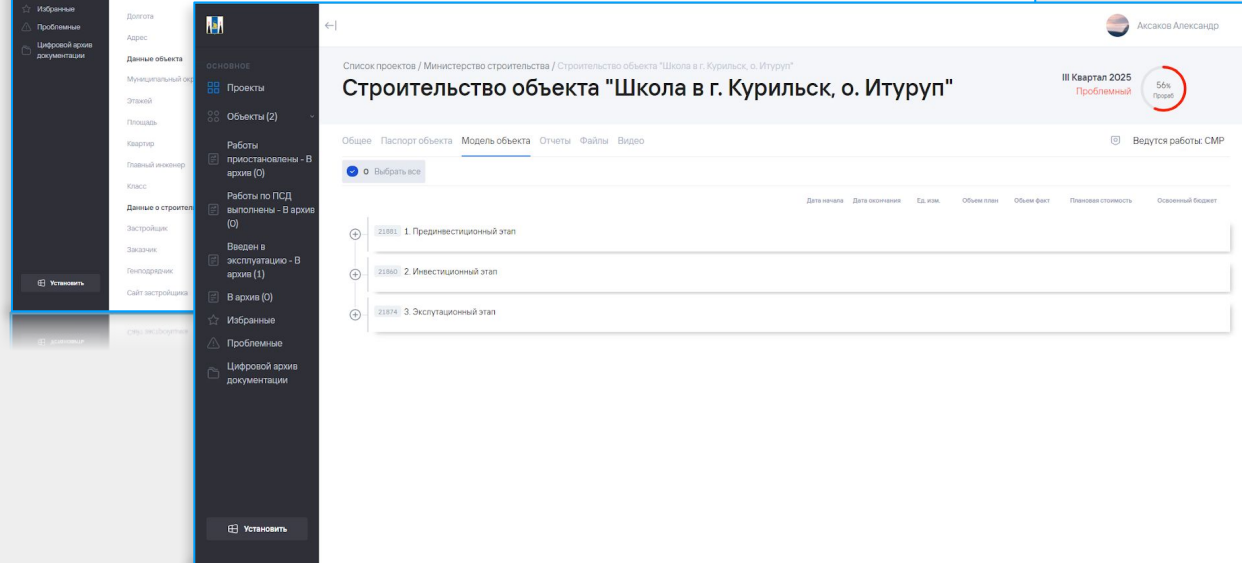 Избранные
Проблемные
Цифровой архив
документации
Установить
Долгота
Адрес
Данные объекта
Муниципальный окр
Этажей
Площадь
Квартир
Главный инженер
Класс
Данные о строител
Застройщик
Заказчик
Генподрядчик
Сайт застройщика
Аксаков Александр
ОСНОВНОЕ
Проекты
Объекты (2)
Работы
приостановлены - В
архив (0)
Работы по ПСД
выполнены - В архив
(0)
Введен в
эксплуатацию - В
архив (1)
В архив (0)
Избранные
Проблемные
Цифровой архив
документации
Установить
Список проектов / Министерство строительства / Строительство объекта "Школа в г. Курильск, о. Итуруп"
Строительство объекта "Школа в г. Курильск, о. Итуруп"
III Квартал 2025
Проблемный
56%
Прораб
Общее Паспорт объекта Модель объекта Отчеты Файлы Видео
Ведутся работы: СМР
0 Выбрать все
Дата начала Дата окончания Ед. изм. Объем план Объем факт Плановая стоимость Освоенный бюджет
21881 1. Прединвестиционный этап
21860 2. Инвестиционный этап
21874 3. Эксплутационный этап